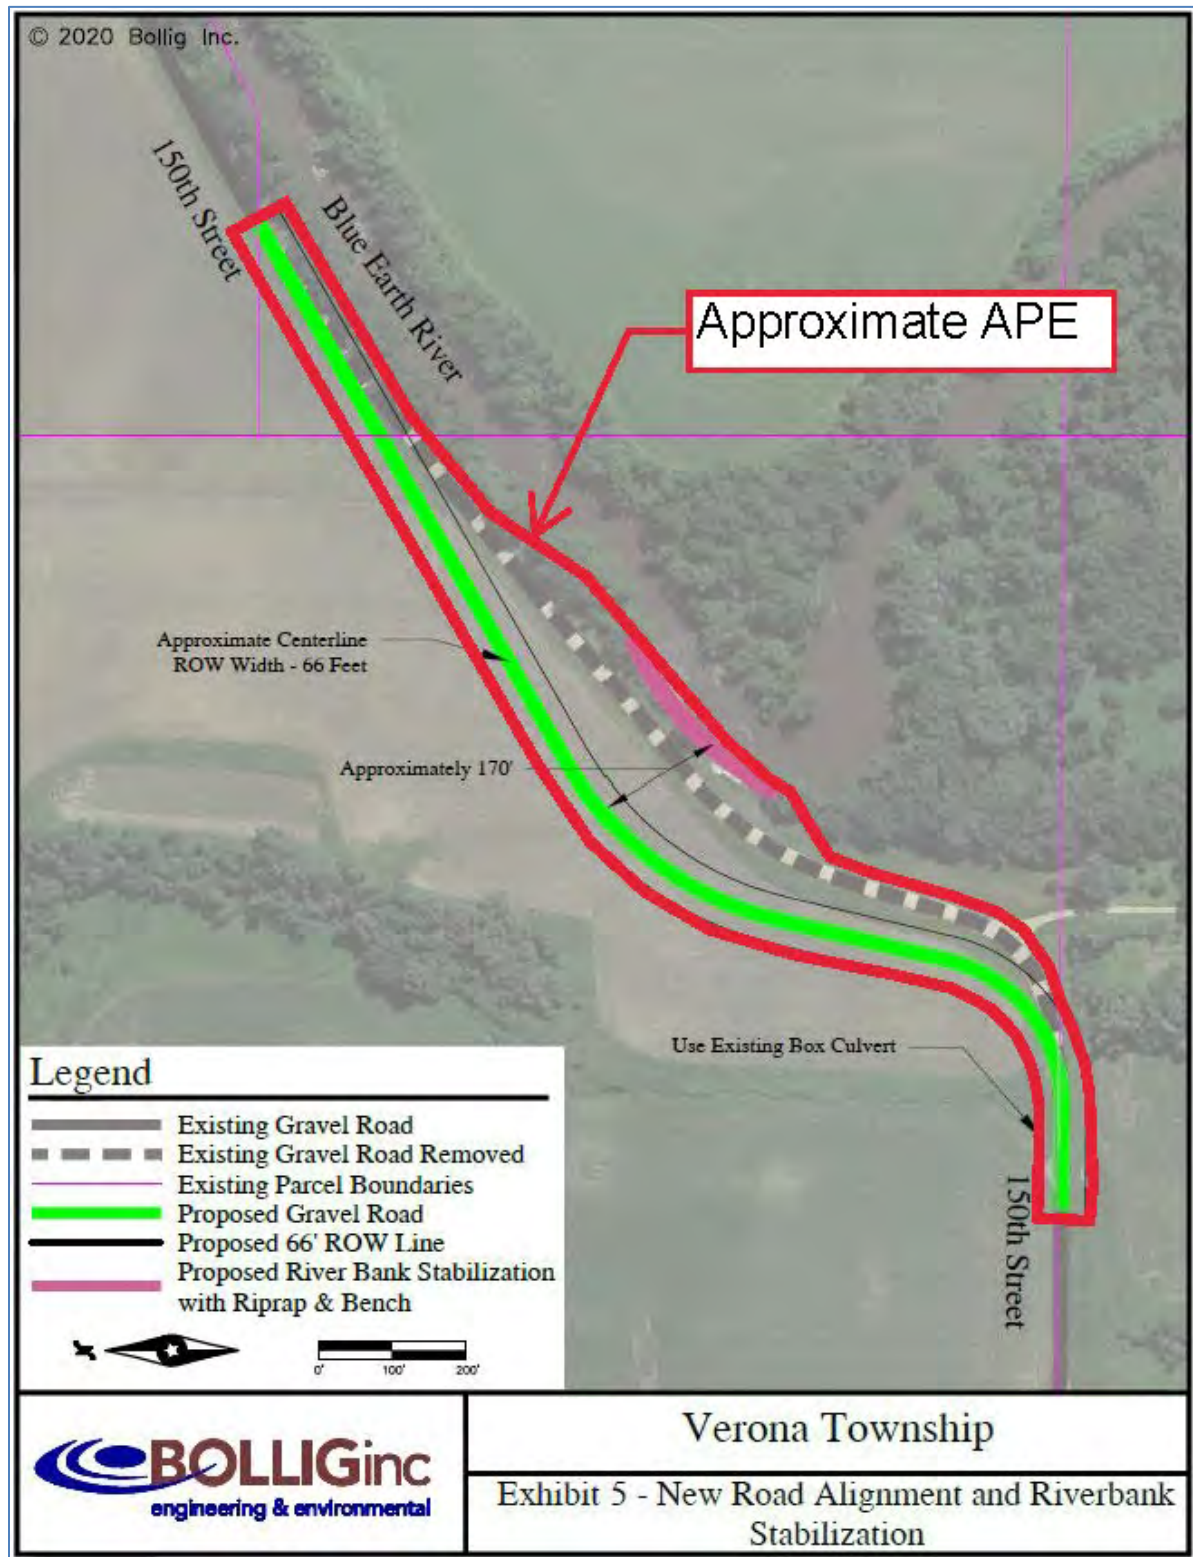 © 2020 Bollig Inc.
150th Street
Blue Earth River
Approximate APE
Approximate Centerline
ROW Width - 66 Feet
Approximately 170'
Use Existing Box Culvert
150th Street
Legend
Existing Gravel Road
Existing Gravel Road Removed
Existing Parcel Boundaries
Proposed Gravel Road
Proposed 66' ROW Line
Proposed River Bank Stabilization
with Riprap & Bench
0' 100' 200'
BOLLIGinc
engineering & environmental
Verona Township
Exhibit 5 - New Road Alignment and Riverbank
Stabilization